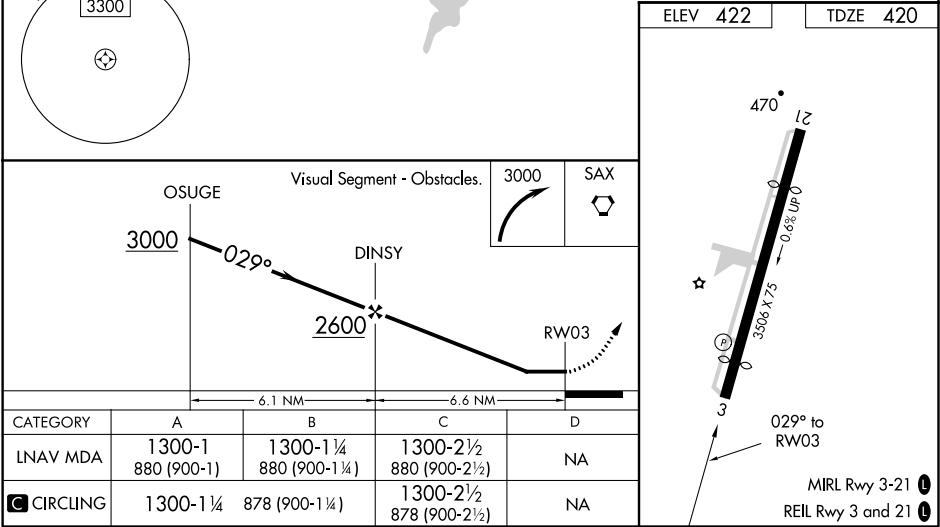 3300
ELEV 422
TDZE 420
470
21
0.6% UP
3506 X 75
P
3
029° to
RW03
MIRL Rwy 3-21 L
REIL Rwy 3 and 21 L
Visual Segment - Obstacles.
3000
SAX
OSUGE
3000
029°
DINSY
2600
RW03
6.1 NM
6.6 NM
CATEGORY A B C D
LNAV MDA 1300-1 1300-1¼ 1300-2½ NA
880 (900-1) 880 (900-1¼) 880 (900-2½)
C CIRCLING 1300-1¼ 878 (900-1¼) 1300-2½ NA
878 (900-2½)